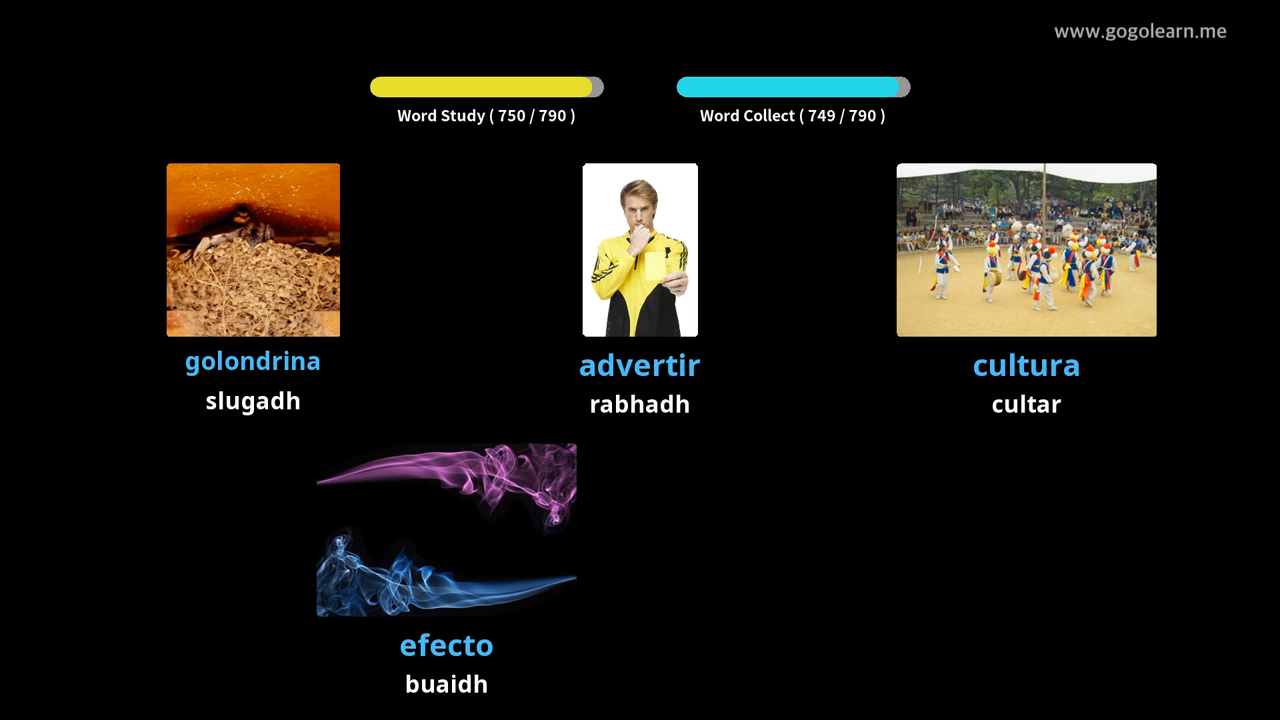 www.gogolearn.me
Word Study ( 750 / 790 )
Word Collect ( 749 / 790 )
golondrina
slugadh
advertir
rabhadh
cultura
cultar
efecto
buaidh